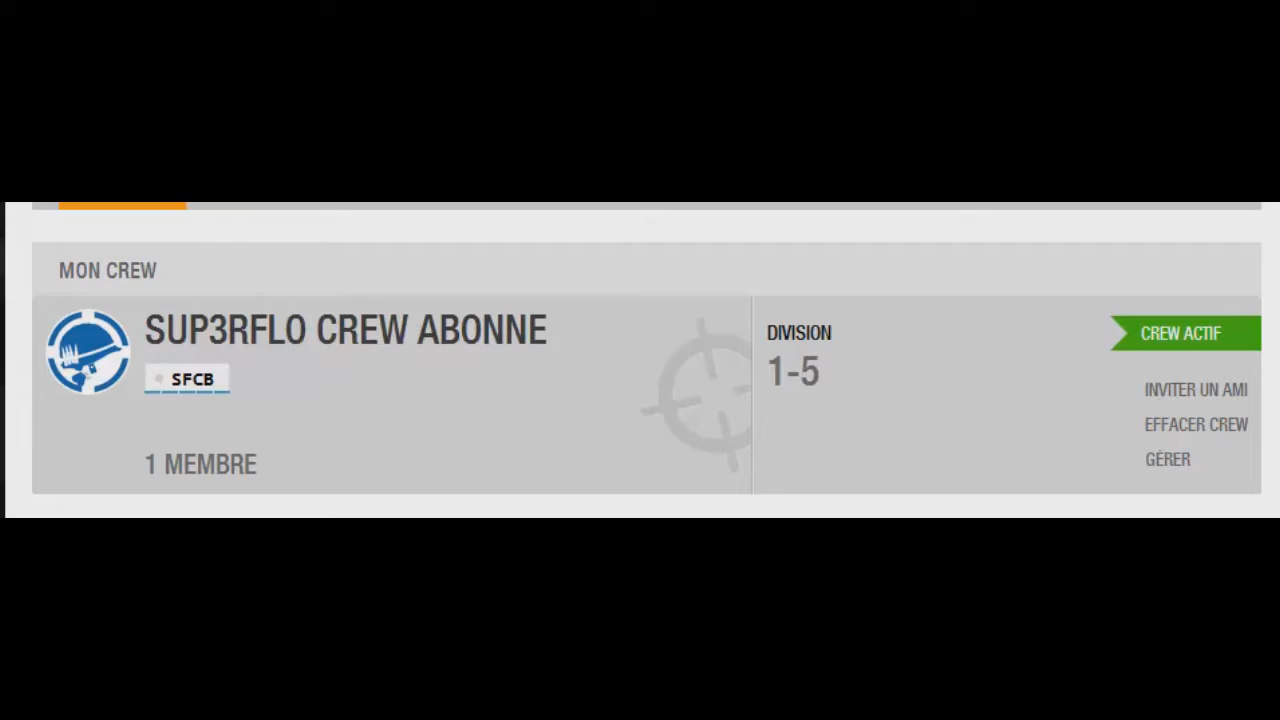 MON CREW
SUP3RFLO CREW ABONNE
SFCB
1 MEMBRE
DIVISION
1-5
CREW ACTIF
INVITER UN AMI
EFFACER CREW
GÉRER